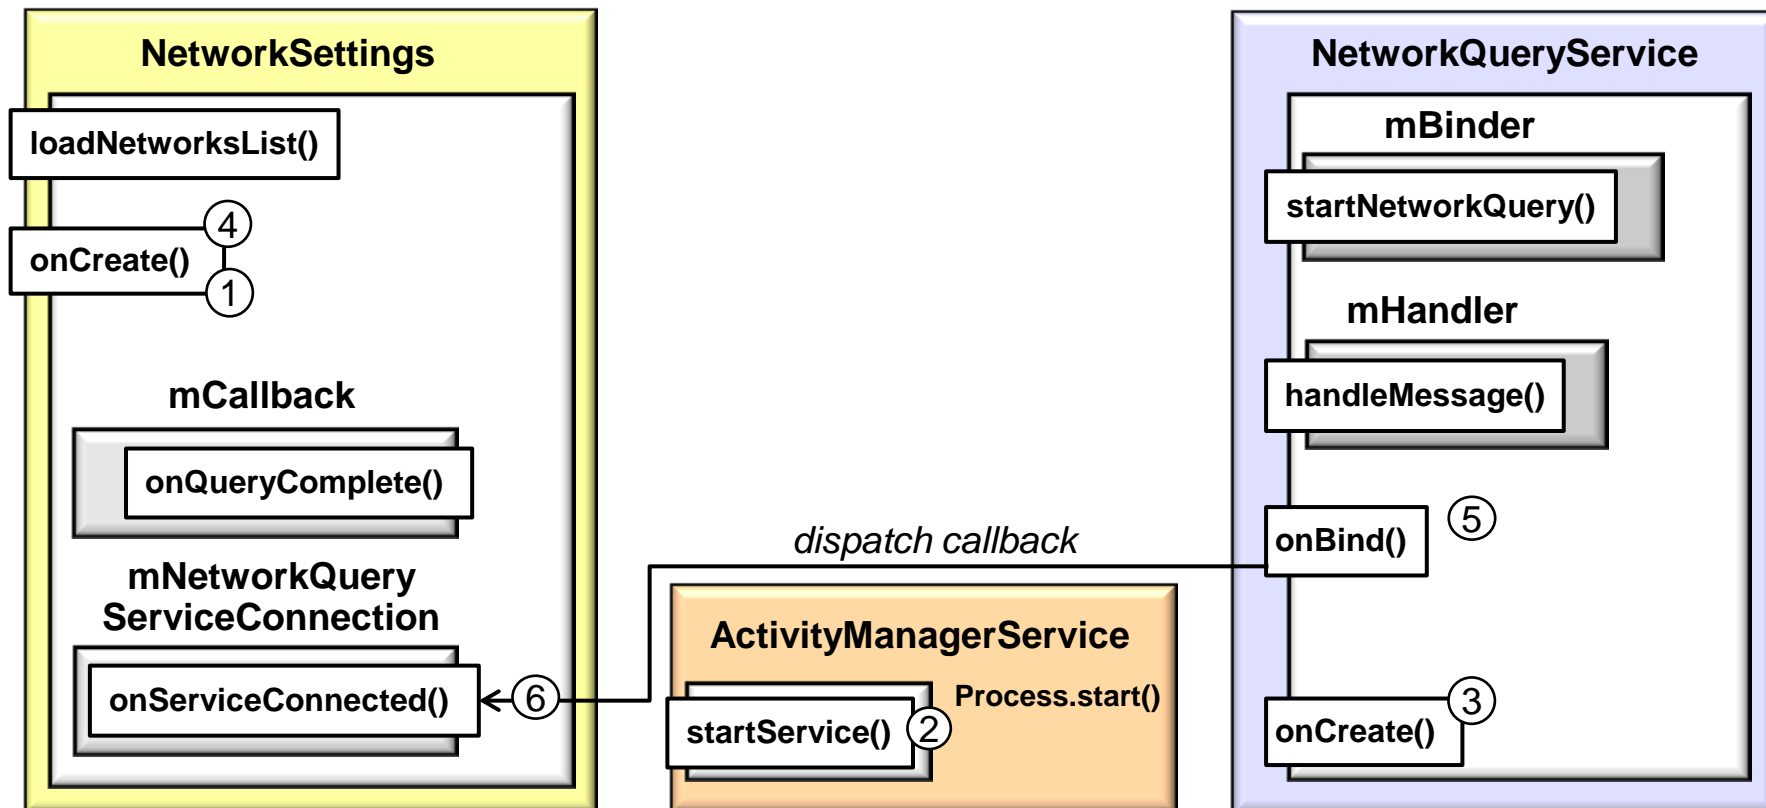 NetworkSettings
loadNetworksList()
4
onCreate()
1
mCallback
onQueryComplete()
mNetworkQuery
ServiceConnection
onServiceConnected()
6
dispatch callback
ActivityManagerService
Process.start()
startService()
2
NetworkQueryService
mBinder
startNetworkQuery()
mHandler
handleMessage()
onBind()
5
onCreate()
3